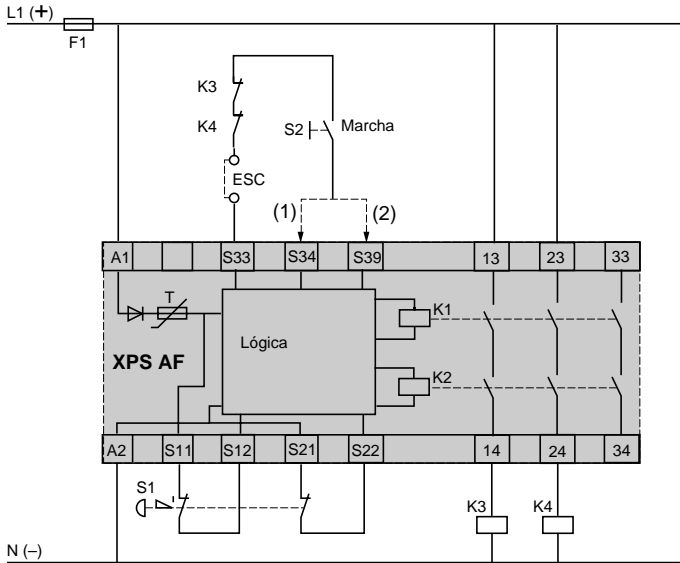 L1 (+)
F1
K3
K4
S2
Marcha
ESC
(1)
(2)
A1
S33
S34
S39
13
23
33
T
K1
Lógica
XPS AF
K2
A2
S11
S12
S21
S22
14
24
34
S1
K3
K4
N (–)